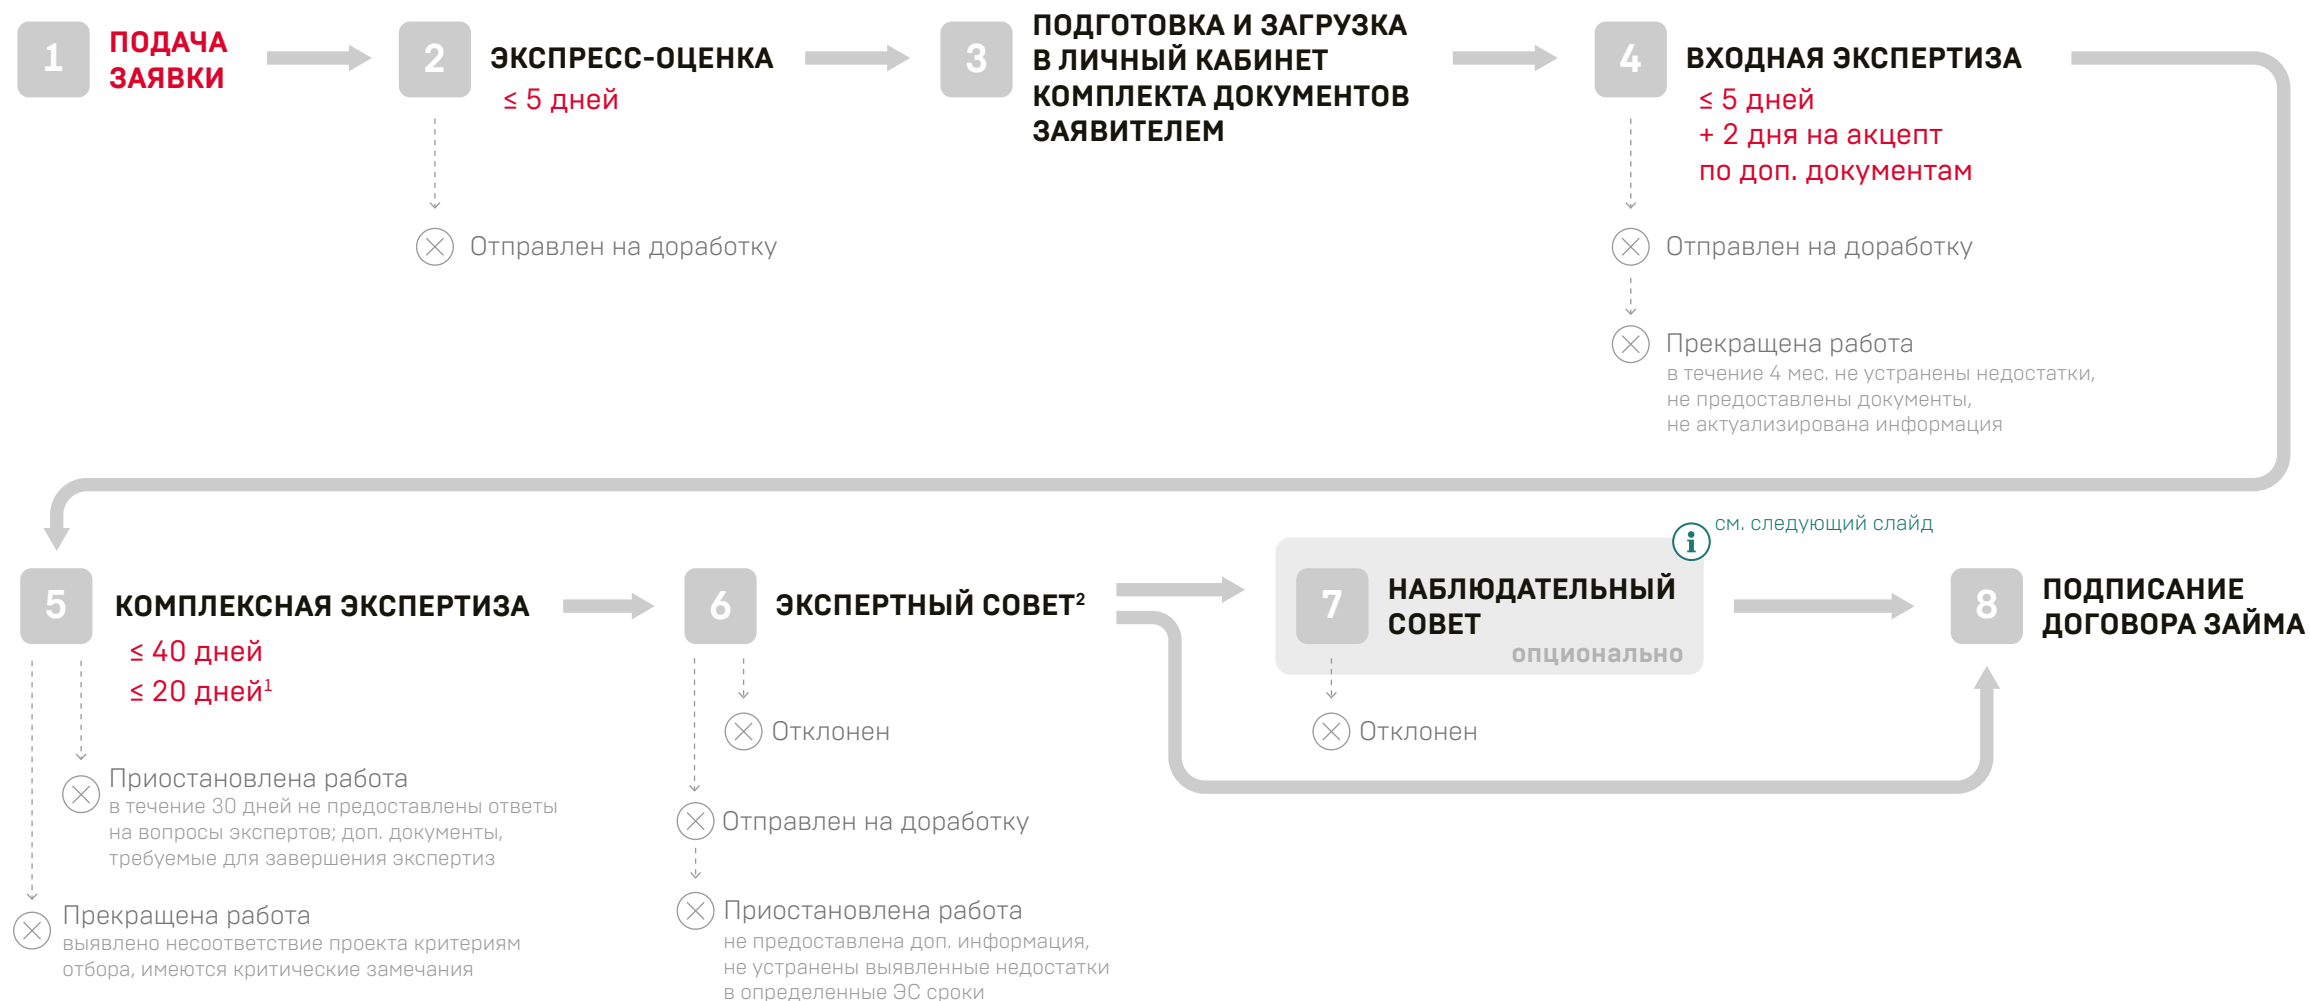 1
ПОДАЧА
ЗАЯВКИ
2
ЭКСПРЕСС-ОЦЕНКА
≤ 5 дней
Отправлен на доработку
3
ПОДГОТОВКА И ЗАГРУЗКА
В ЛИЧНЫЙ КАБИНЕТ
КОМПЛЕКТА ДОКУМЕНТОВ
ЗАЯВИТЕЛЕМ
4
ВХОДНАЯ ЭКСПЕРТИЗА
≤ 5 дней
+ 2 дня на акцепт
по доп. документам
Отправлен на доработку
Прекращена работа
в течение 4 мес. не устранены недостатки,
не предоставлены документы,
не актуализирована информация
5
КОМПЛЕКСНАЯ ЭКСПЕРТИЗА
≤ 40 дней
≤ 20 дней¹
Приостановлена работа
в течение 30 дней не предоставлены ответы
на вопросы экспертов; доп. документы,
требуемые для завершения экспертиз
Прекращена работа
выявлено несоответствие проекта критериям
отбора, имеются критические замечания
6
ЭКСПЕРТНЫЙ СОВЕТ²
Отклонен
Отправлен на доработку
Приостановлена работа
не предоставлена доп. информация,
не устранены выявленные недостатки
в определенные ЭС сроки
i
см. следующий слайд
7
НАБЛЮДАТЕЛЬНЫЙ
СОВЕТ
опционально
Отклонен
8
ПОДПИСАНИЕ
ДОГОВОРА ЗАЙМА